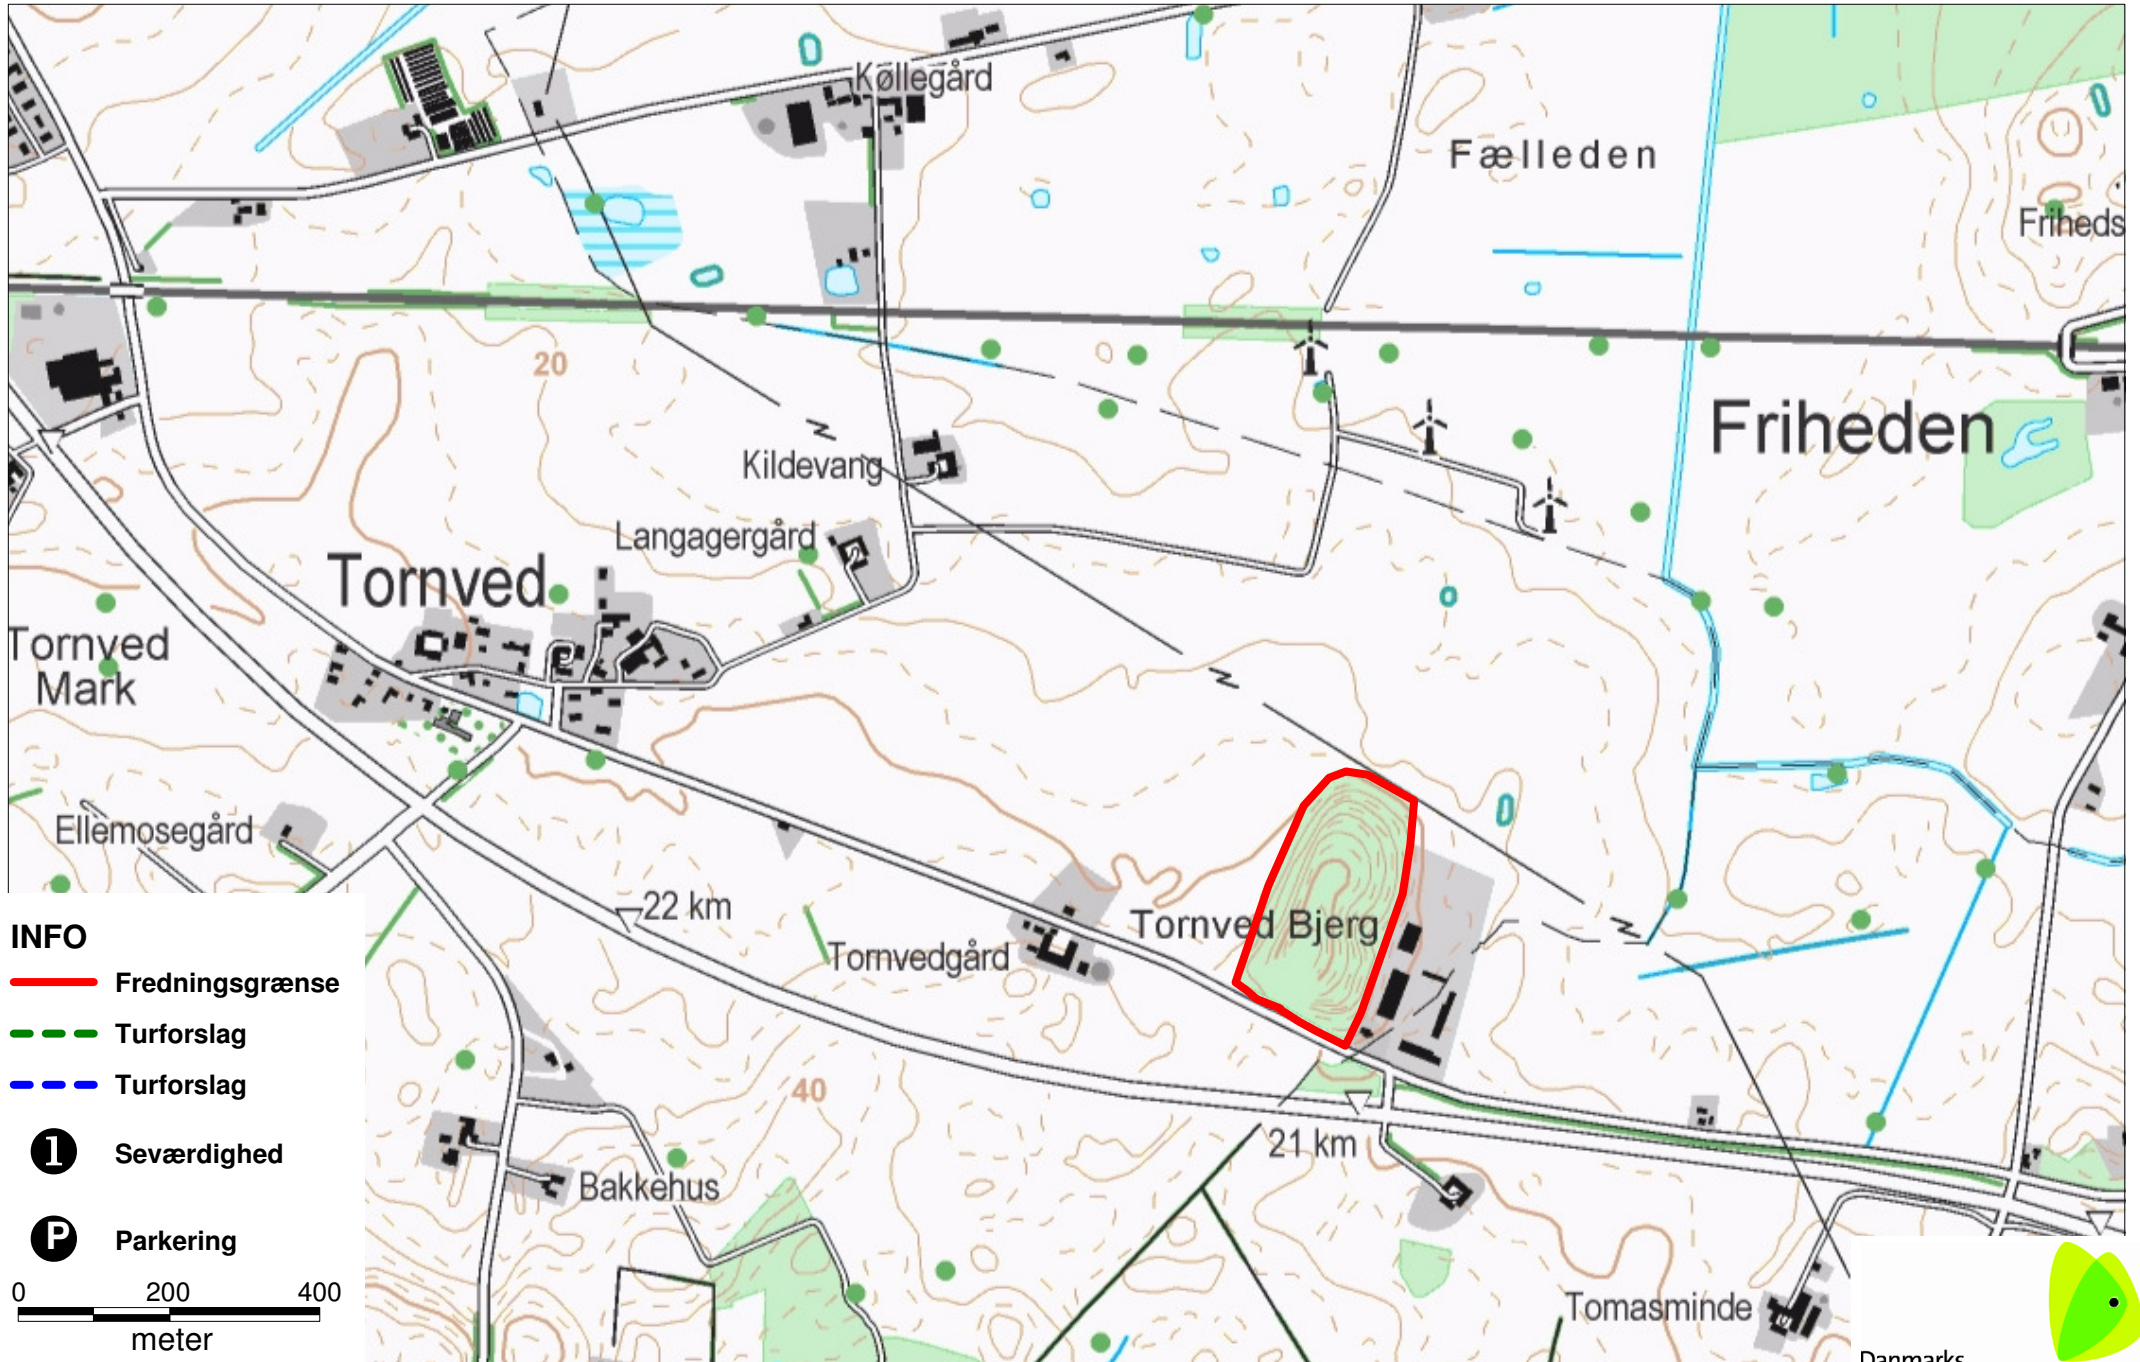 Køllegård
Fælleden
Friheds
20
Friheden
Kildevang
Langagergård
Tornved
Tornved
Mark
Ellemosegård
22 km
Tornved Bjerg
Tornvedgård
INFO
Fredningsgrænse
Turforslag
Turforslag
1 Seværdighed
P Parkering
0 200 400
meter
40
21 km
Bakkehus
Tomasminde
Danmarks